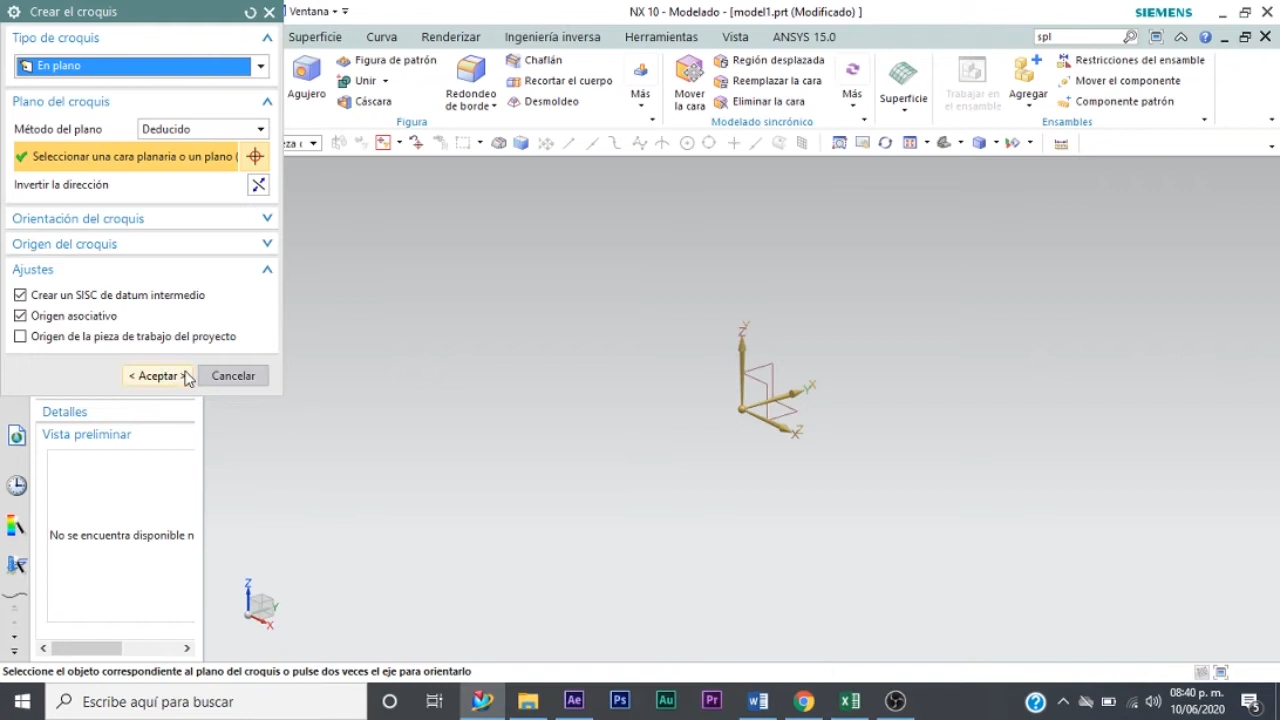 Crear el croquis
Ventana
NX 10 - Modelado - [model1.prt (Modificado) ]
SIEMENS
Superficie
Curva
Renderizar
Ingeniería inversa
Herramientas
Vista
ANSYS 15.0
spl
Tipo de croquis
En plano
Plano del croquis
Método del plano
Deducido
Seleccionar una cara planaria o un plano (
Invertir la dirección
Orientación del croquis
Origen del croquis
Ajustes
Crear un SISC de datum intermedio
Origen asociativo
Origen de la pieza de trabajo del proyecto
< Aceptar >
Cancelar
Agujero
Figura de patrón
Unir
Cáscara
Redondeo
de borde
Chaflán
Recortar el cuerpo
Desmoldeo
Más
Figura
Mover
la cara
Región desplazada
Reemplazar la cara
Eliminar la cara
Más
Modelado sincrónico
Superficie
Trabajar en
el ensamble
Agregar
Restricciones del ensamble
Mover el componente
Componente patrón
Ensambles
Detalles
Vista preliminar
No se encuentra disponible n
Z
Y
X
Y
X
Z
Z
Y
X
Seleccione el objeto correspondiente al plano del croquis o pulse dos veces el eje para orientarlo
Escribe aquí para buscar
Ae
Ps
Au
Pr
08:40 p. m.
10/06/2020
5